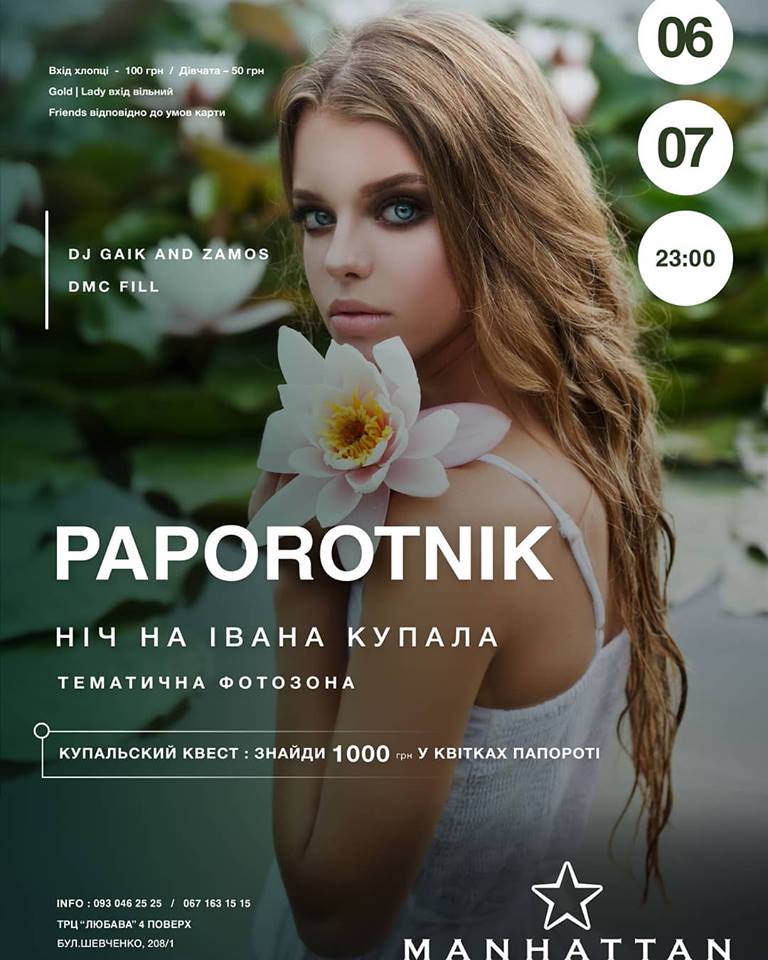 Вхід хлопці - 100 грн / Дівчата – 50 грн
Gold | Lady вхід вільний
Friends відповідно до умов карти
06
07
23:00
DJ GAIK AND ZAMOS
DMC FILL
PAPOROTNIK
НІЧ НА ІВАНА КУПАЛА
ТЕМАТИЧНА ФОТОЗОНА
КУПАЛЬСКИЙ КВЕСТ : ЗНАЙДИ 1000 грн У КВІТКАХ ПАПОРОТІ
INFO : 093 046 25 25 / 067 163 15 15
ТРЦ "ЛЮБАВА" 4 ПОВЕРХ
БУЛ.ШЕВЧЕНКО, 208/1
MANHATTAN